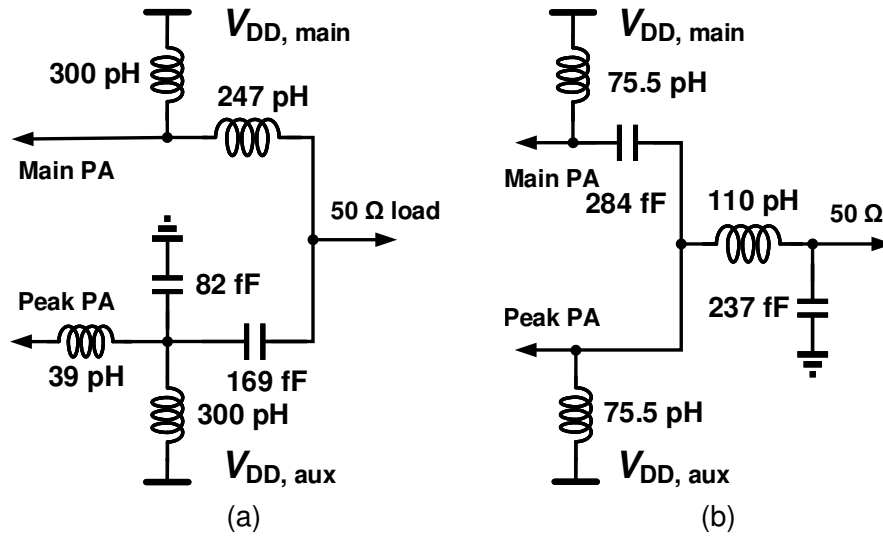 VDD, main
300 pH
247 pH
Main PA
50 Ω load
82 fF
Peak PA
39 pH
169 fF
300 pH
VDD, aux
(a)
VDD, main
75.5 pH
Main PA
284 fF
110 pH
50 Ω
237 fF
Peak PA
75.5 pH
VDD, aux
(b)